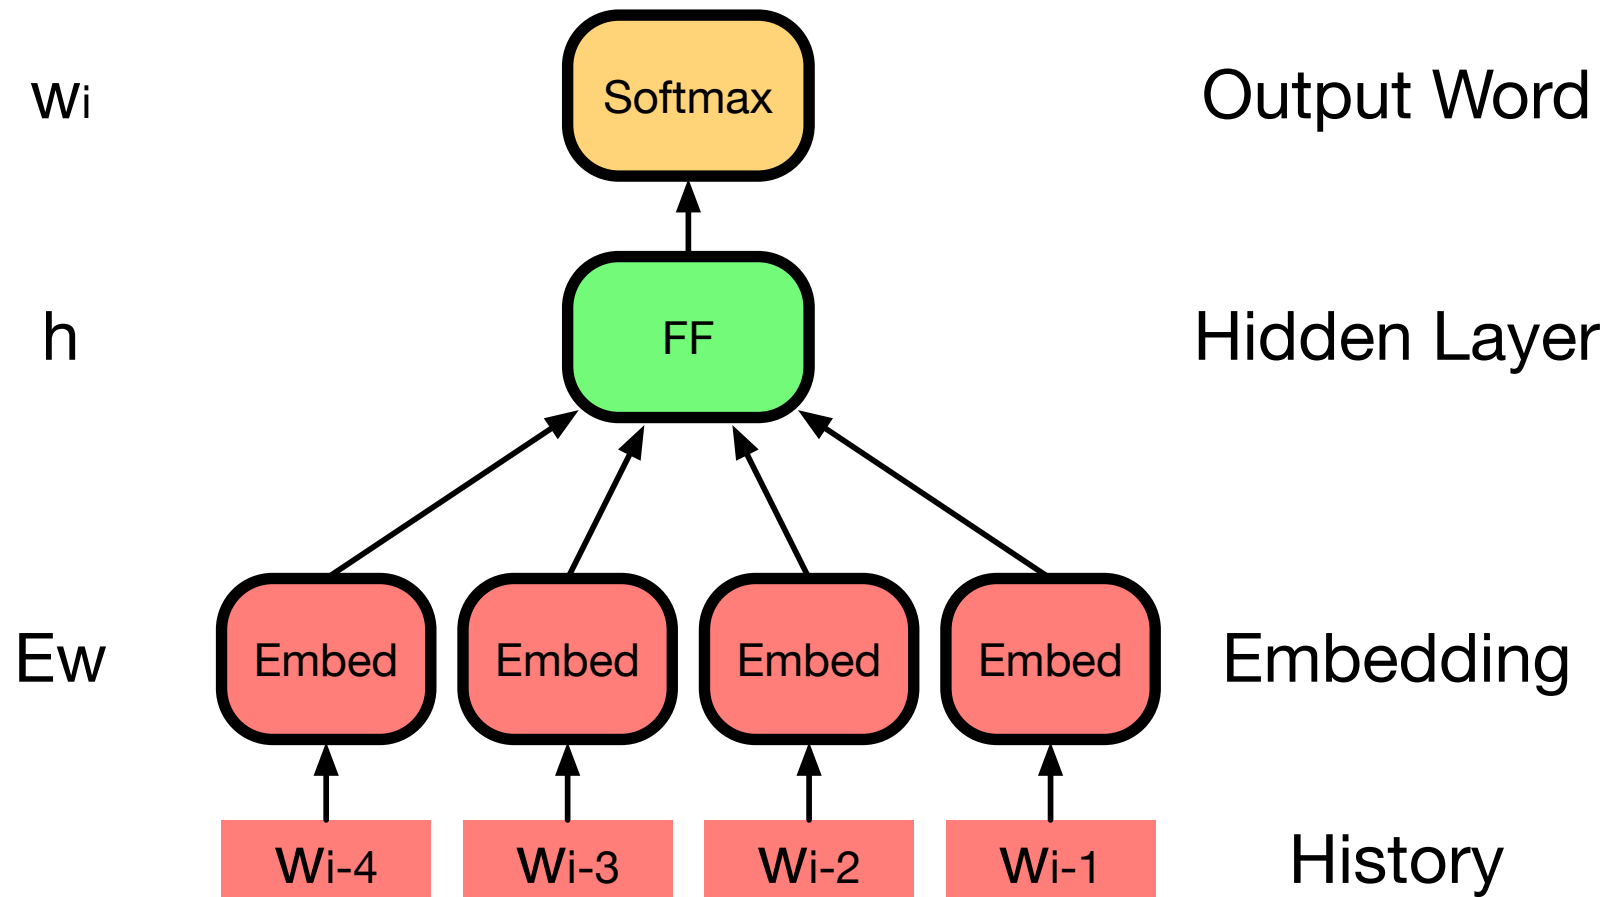 wi Softmax Output Word
h FF Hidden Layer
Ew Embed Embed Embed Embed Embedding
wi-4 wi-3 wi-2 wi-1 History